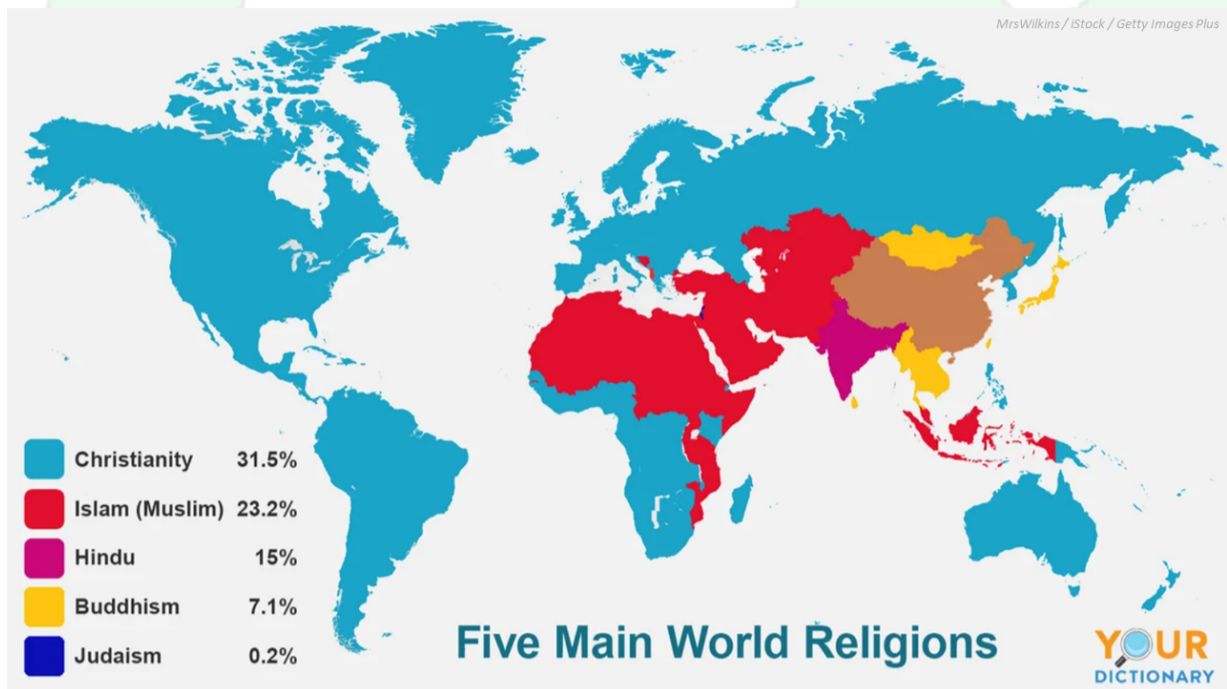 MrsWilkins / iStock / Getty Images Plus
Christianity 31.5%
Islam (Muslim) 23.2%
Hindu 15%
Buddhism 7.1%
Judaism 0.2%
Five Main World Religions
YOUR
DICTIONARY